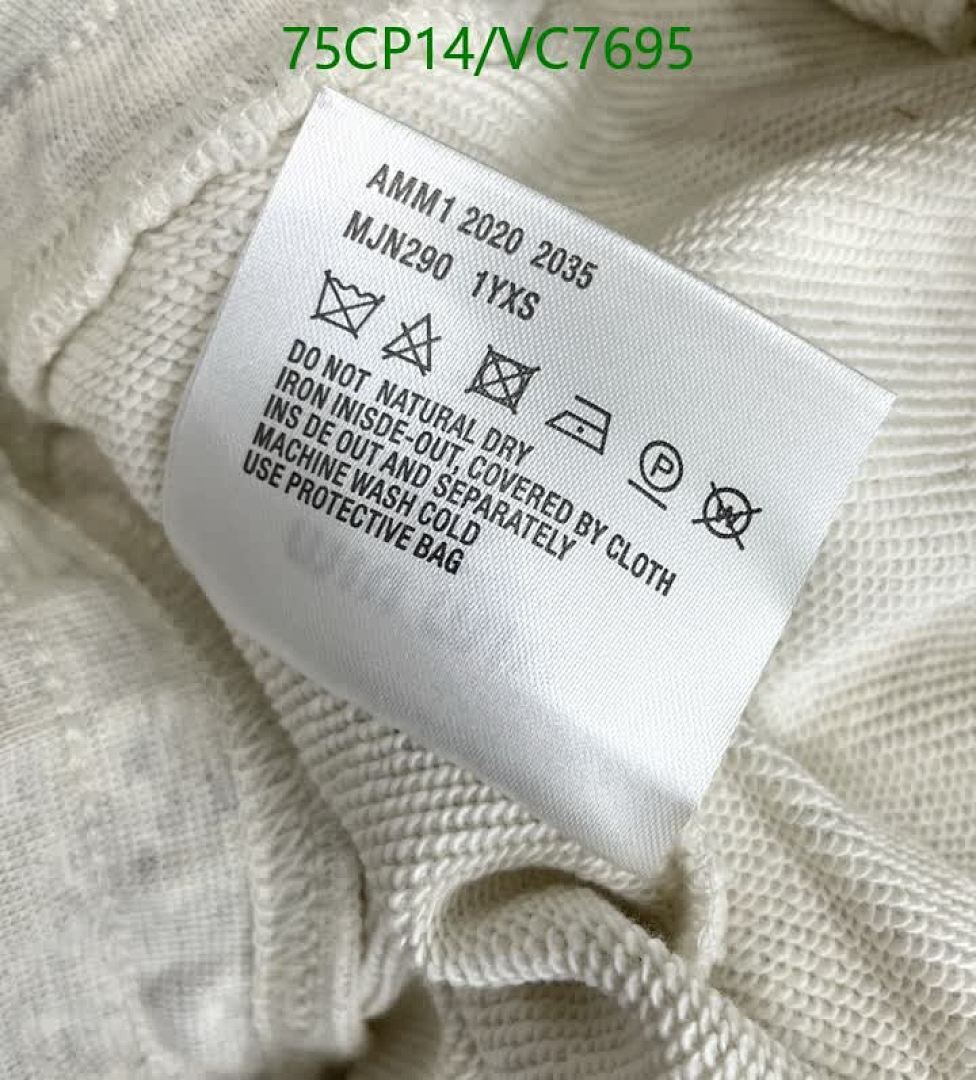 75CP14/VC7695
AMM1 2020 2035
MJN290 1YXS
P
W
DO NOT NATURAL DRY
IRON INISDE-OUT, COVERED BY CLOTH
INS DE OUT AND SEPARATELY
MACHINE WASH COLD
USE PROTECTIVE BAG